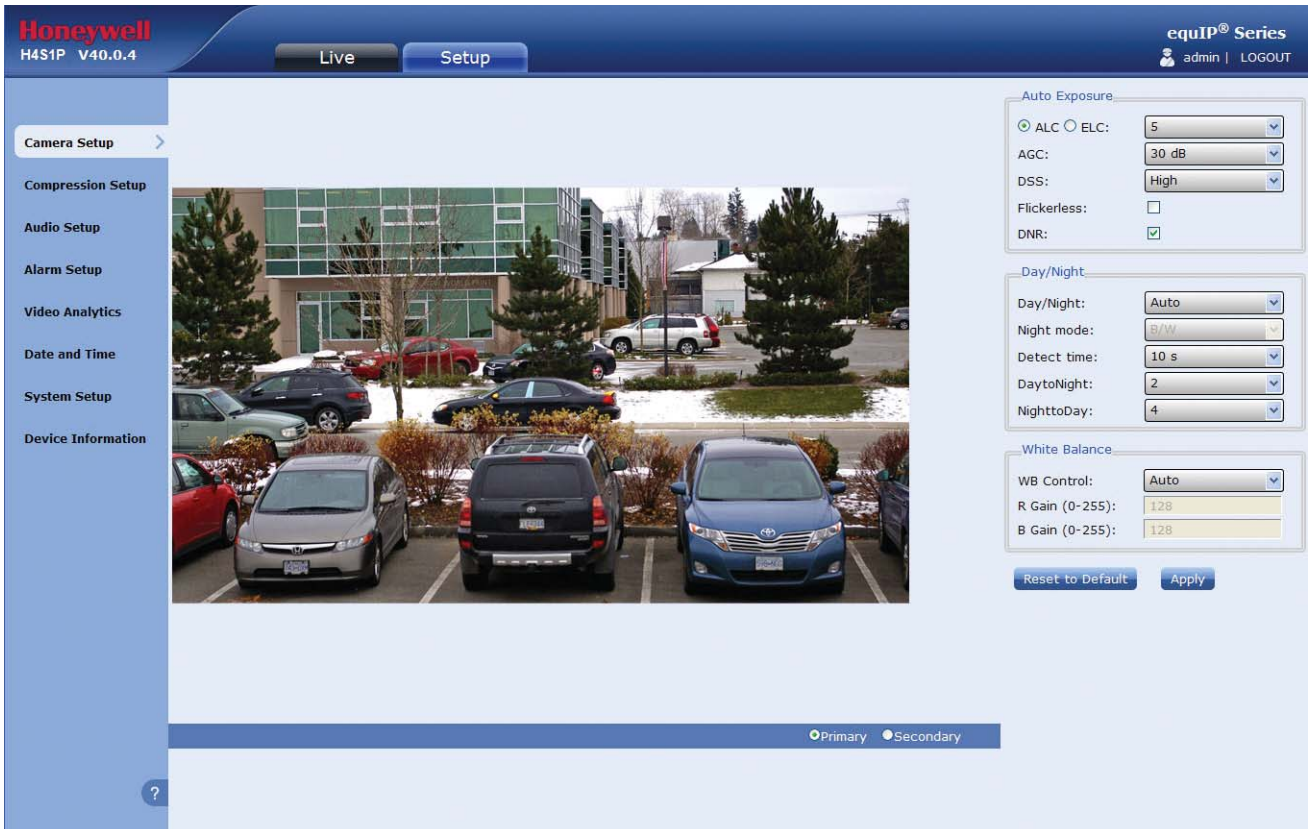 Honeywell
H4S1P V40.0.4
Live
Setup
equIP® Series
admin | LOGOUT
Camera Setup
Compression Setup
Audio Setup
Alarm Setup
Video Analytics
Date and Time
System Setup
Device Information
?
Primary Secondary
Auto Exposure
ALC ELC: 5
AGC: 30 dB
DSS: High
Flickerless:
DNR:
Day/Night
Day/Night: Auto
Night mode: B/W
Detect time: 10 s
DaytoNight: 2
NighttoDay: 4
White Balance
WB Control: Auto
R Gain (0-255): 128
B Gain (0-255): 128
Reset to Default Apply